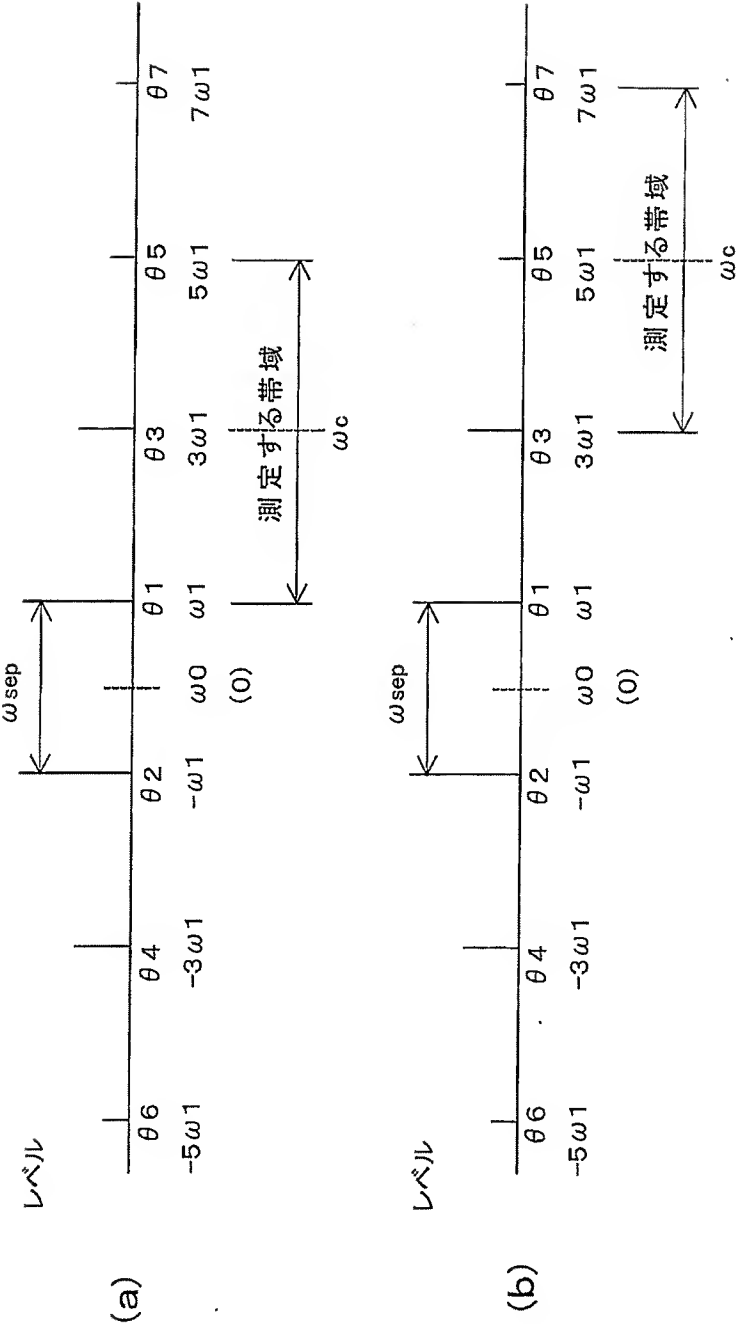 (a)
レベル
ωsep
θ6 θ4 θ2 θ1 θ3 θ5 θ7
-5ω1 -3ω1 -ω1 ω0 ω1 3ω1 5ω1 7ω1
(0)
測定する帯域
ωc
(b)
レベル
ωsep
θ6 θ4 θ2 θ1 θ3 θ5 θ7
-5ω1 -3ω1 -ω1 ω0 ω1 3ω1 5ω1 7ω1
(0)
測定する帯域
ωc